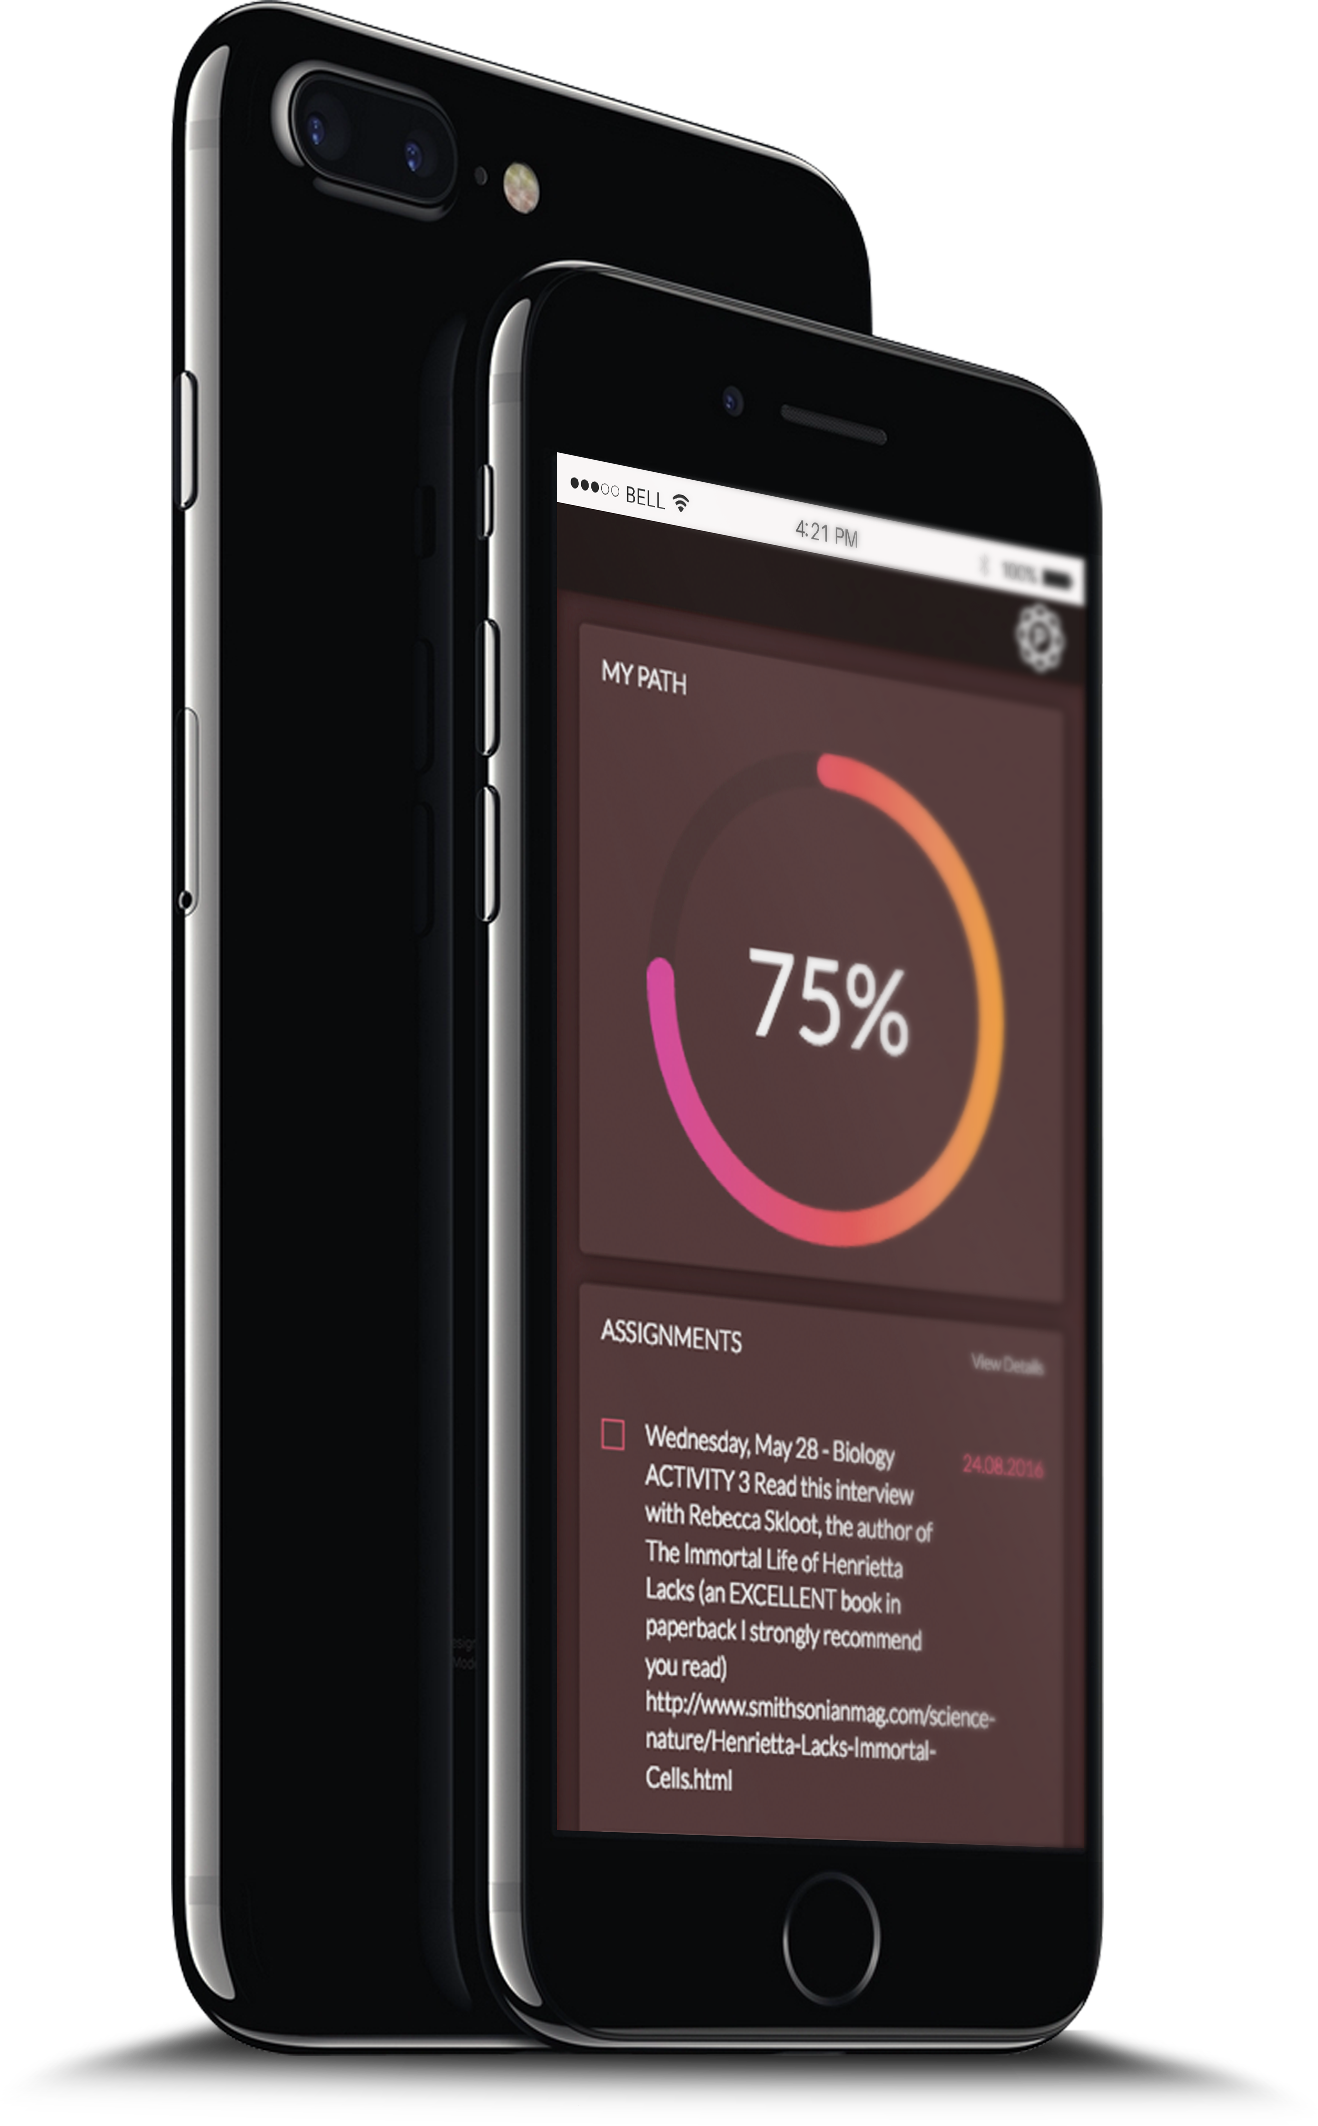 BELL
4:21 PM
100%
P
MY PATH
75%
ASSIGNMENTS
View Details
Wednesday, May 28 - Biology
24.08.2016
ACTIVITY 3 Read this interview
with Rebecca Skloot, the author of
The Immortal Life of Henrietta
Lacks (an EXCELLENT book in
paperback I strongly recommend
you read)
http://www.smithsonianmag.com/science-
nature/Henrietta-Lacks-Immortal-
Cells.html